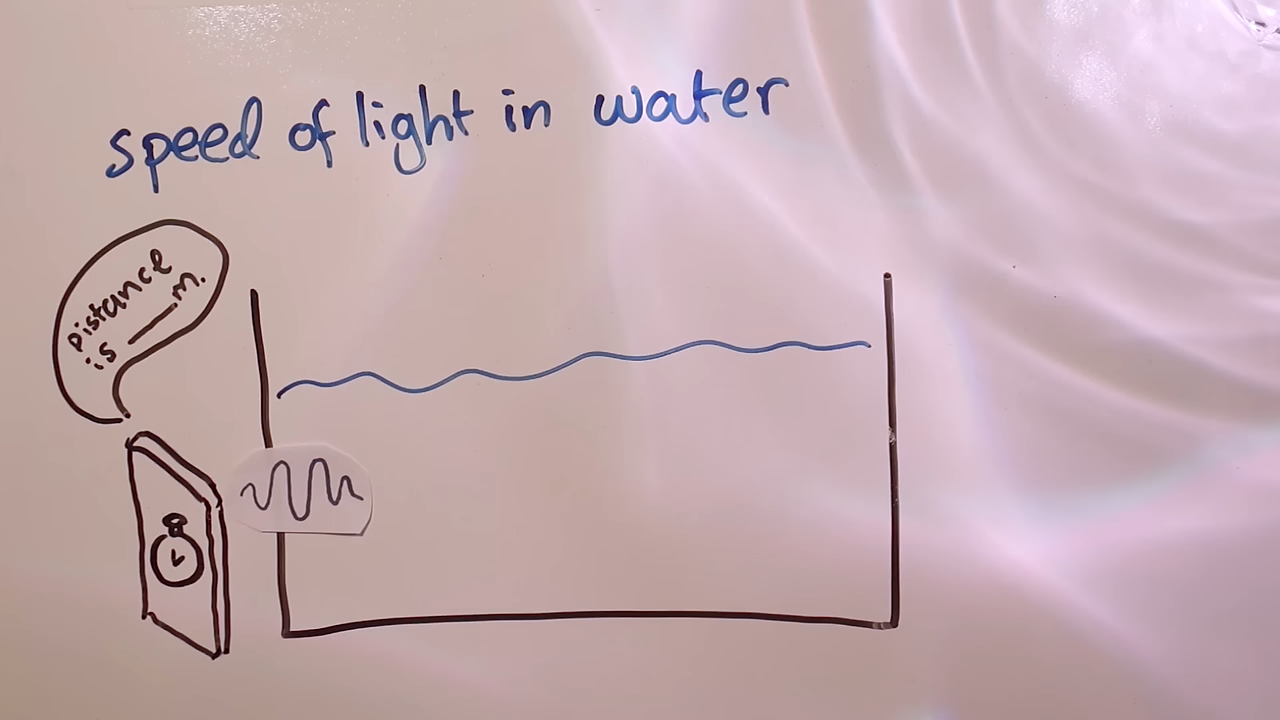 speed of light in water
Distance
is ___ m.